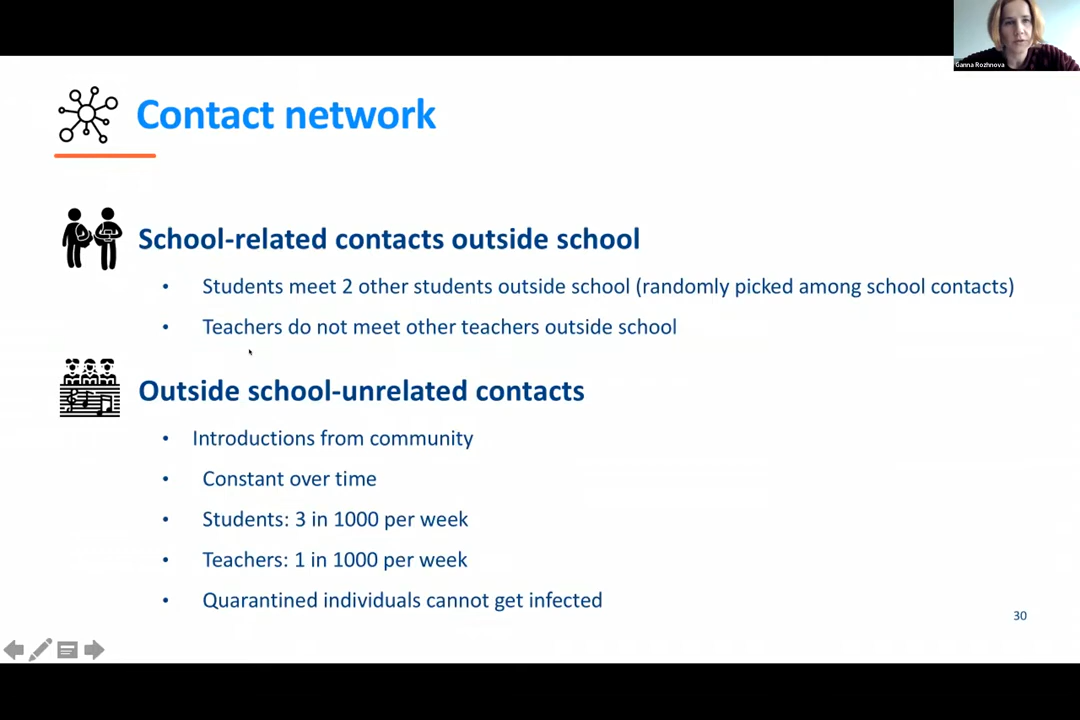 Ganna Rozhnova
Contact network
School-related contacts outside school
• Students meet 2 other students outside school (randomly picked among school contacts)
• Teachers do not meet other teachers outside school
Outside school-unrelated contacts
• Introductions from community
• Constant over time
• Students: 3 in 1000 per week
• Teachers: 1 in 1000 per week
• Quarantined individuals cannot get infected
30